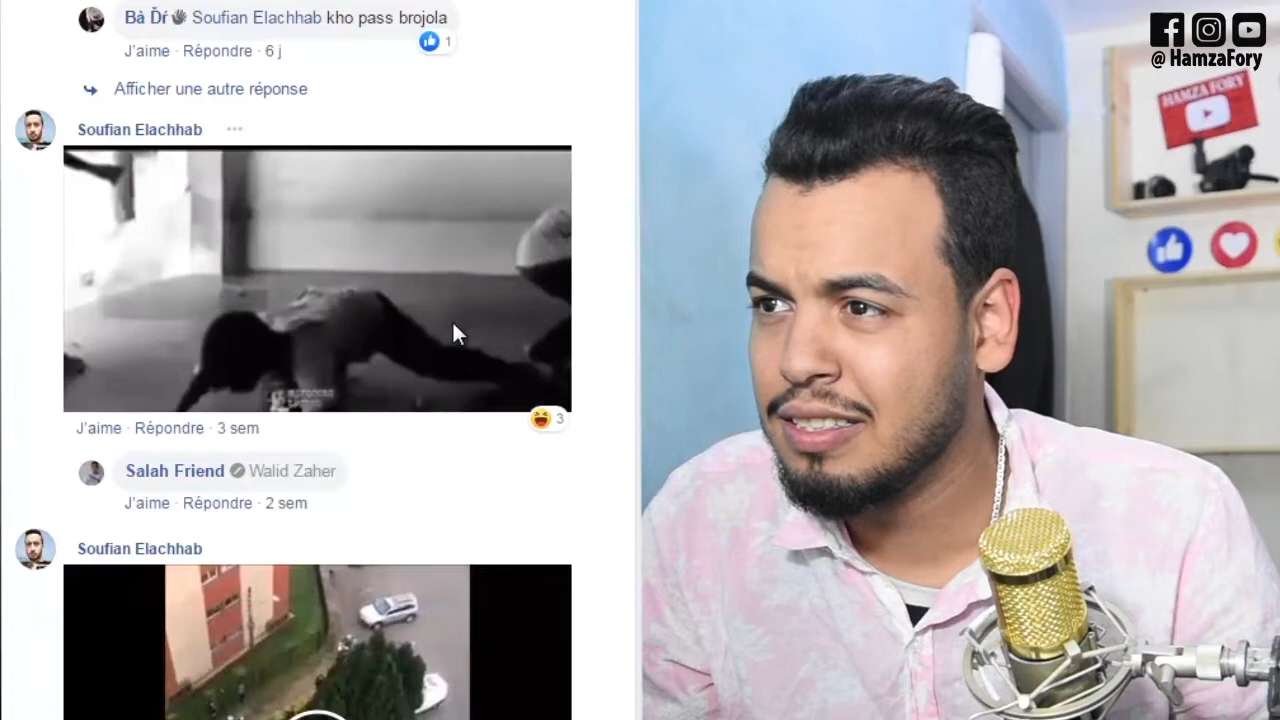 Bà Ďŕ Soufian Elachhab kho pass brojola
J'aime · Répondre · 6 j
1
Afficher une autre réponse
Soufian Elachhab
3
J'aime · Répondre · 3 sem
Salah Friend Walid Zaher
J'aime · Répondre · 2 sem
Soufian Elachhab
@ HamzaFory
HAMZA FORY